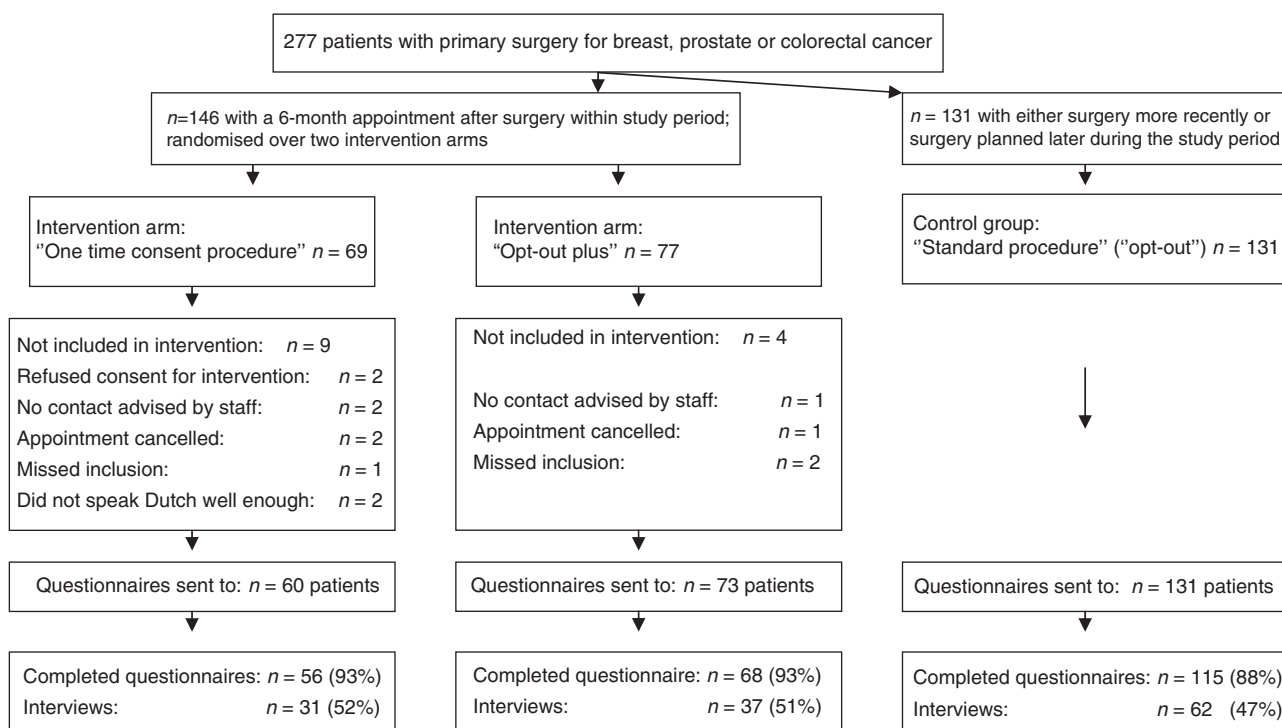 277 patients with primary surgery for breast, prostate or colorectal cancer
n=146 with a 6-month appointment after surgery within study period;
randomised over two intervention arms
n = 131 with either surgery more recently or
surgery planned later during the study period
Intervention arm:
‘‘One time consent procedure’’ n = 69
Intervention arm:
“Opt-out plus’’ n = 77
Control group:
‘‘Standard procedure’’ (‘‘opt-out’’) n = 131
Not included in intervention: n = 9
Refused consent for intervention: n = 2
No contact advised by staff: n = 2
Appointment cancelled: n = 2
Missed inclusion: n = 1
Did not speak Dutch well enough: n = 2
Not included in intervention: n = 4
No contact advised by staff: n = 1
Appointment cancelled: n = 1
Missed inclusion: n = 2
Questionnaires sent to: n = 60 patients
Questionnaires sent to: n = 73 patients
Questionnaires sent to: n = 131 patients
Completed questionnaires: n = 56 (93%)
Interviews: n = 31 (52%)
Completed questionnaire: n = 68 (93%)
Interviews: n = 37 (51%)
Completed questionnaires: n = 115 (88%)
Interviews: n = 62 (47%)